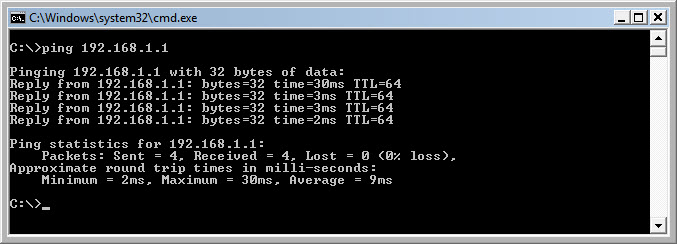 C:\Windows\system32\cmd.exe
C:\>ping 192.168.1.1
Pinging 192.168.1.1 with 32 bytes of data:
Reply from 192.168.1.1: bytes=32 time=30ms TTL=64
Reply from 192.168.1.1: bytes=32 time=3ms TTL=64
Reply from 192.168.1.1: bytes=32 time=3ms TTL=64
Reply from 192.168.1.1: bytes=32 time=2ms TTL=64
Ping statistics for 192.168.1.1:
    Packets: Sent = 4, Received = 4, Lost = 0 (0% loss),
Approximate round trip times in milli-seconds:
    Minimum = 2ms, Maximum = 30ms, Average = 9ms
C:\>_